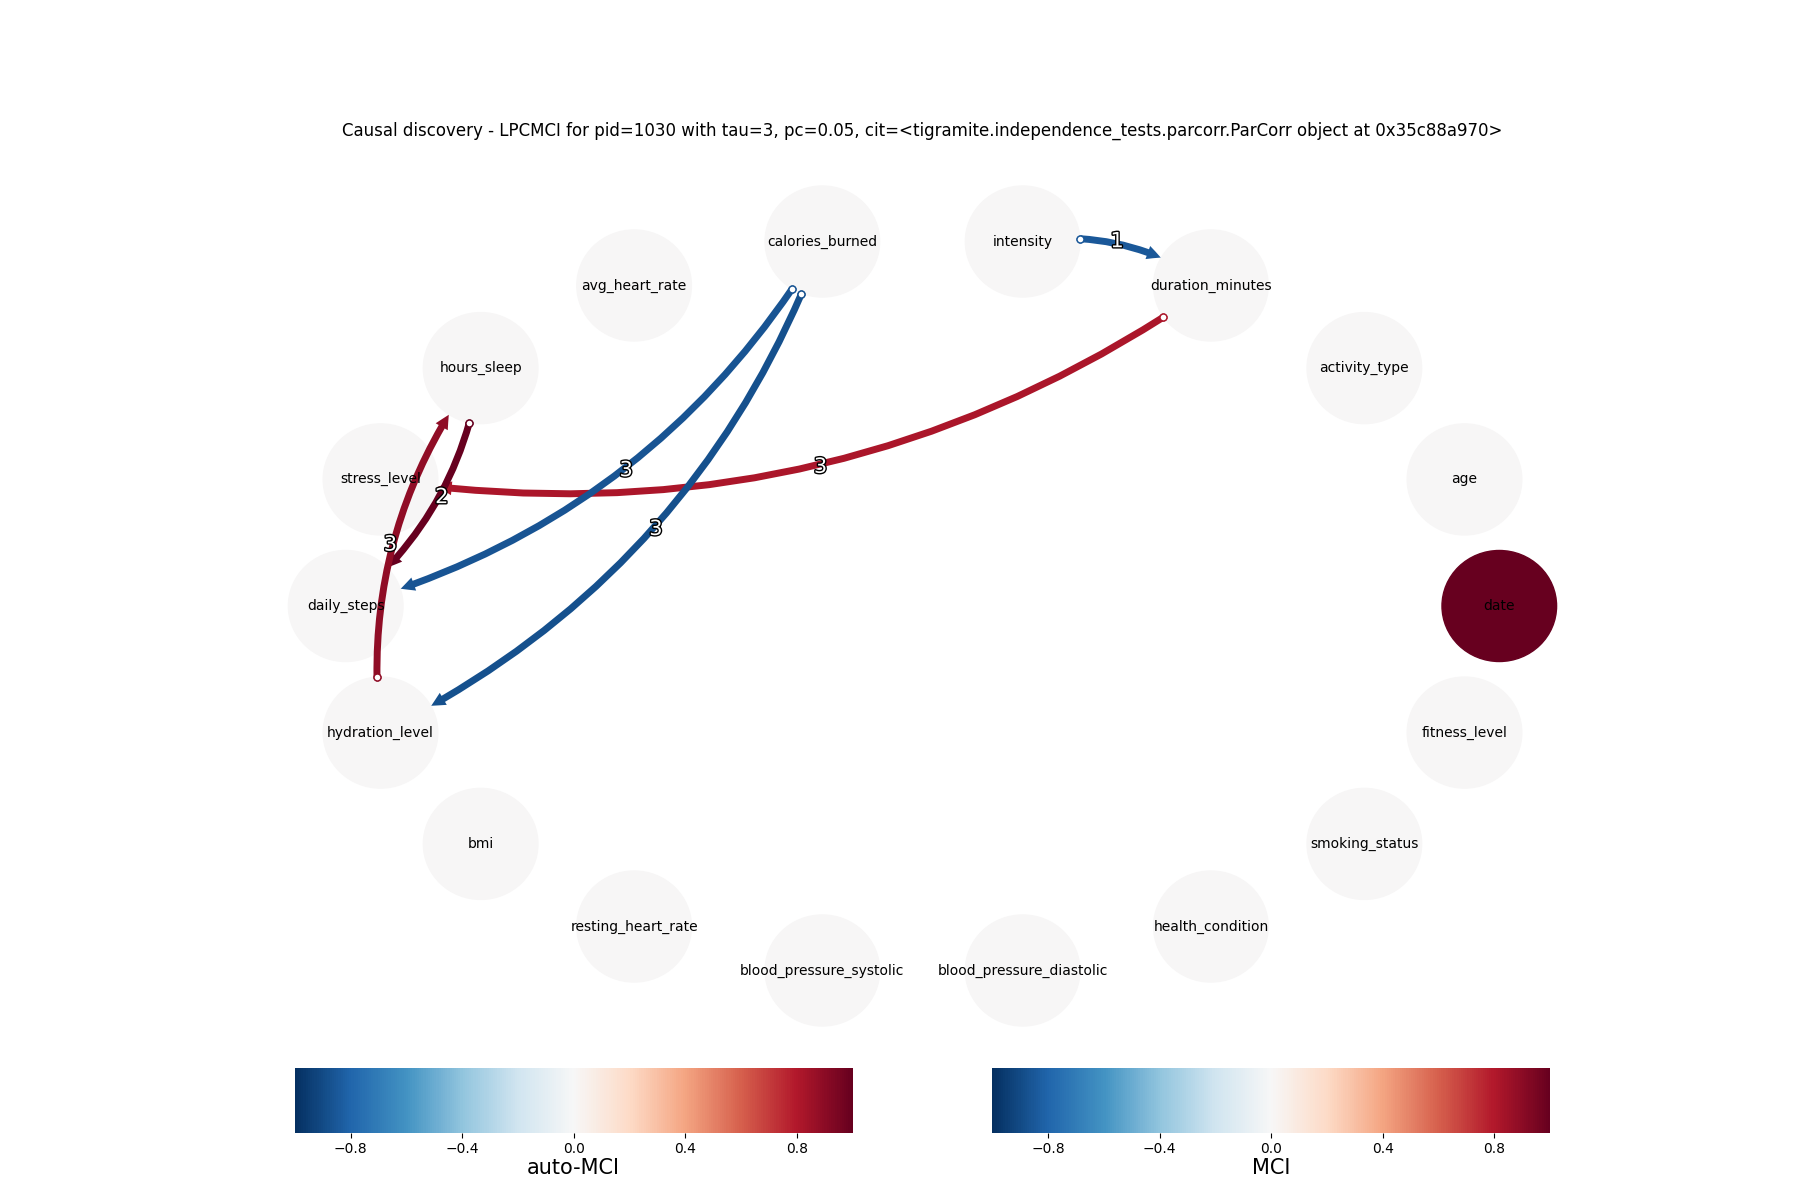 Causal discovery - LPCMCI for pid=1030 with tau=3, pc=0.05, cit=<tigramite.independence_tests.parcorr.ParCorr object at 0x35c88a970>
calories_burned
intensity
1
avg_heart_rate
duration_minutes
hours_sleep
activity_type
3
3
stress_level
age
2
3
3
daily_steps
date
hydration_level
fitness_level
bmi
smoking_status
resting_heart_rate
health_condition
blood_pressure_systolic
blood_pressure_diastolic
−0.8 −0.4 0.0 0.4 0.8
auto-MCI
−0.8 −0.4 0.0 0.4 0.8
MCI